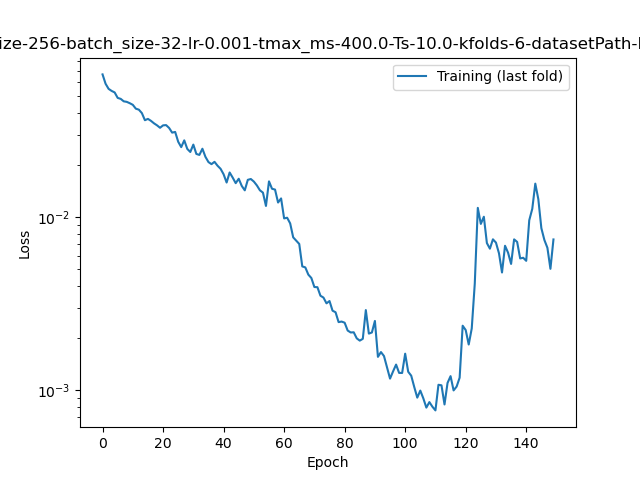 ize-256-batch_size-32-lr-0.001-tmax_ms-400.0-Ts-10.0-kfolds-6-datasetPath-
Training (last fold)
Loss
10⁻²
10⁻³
0 20 40 60 80 100 120 140
Epoch